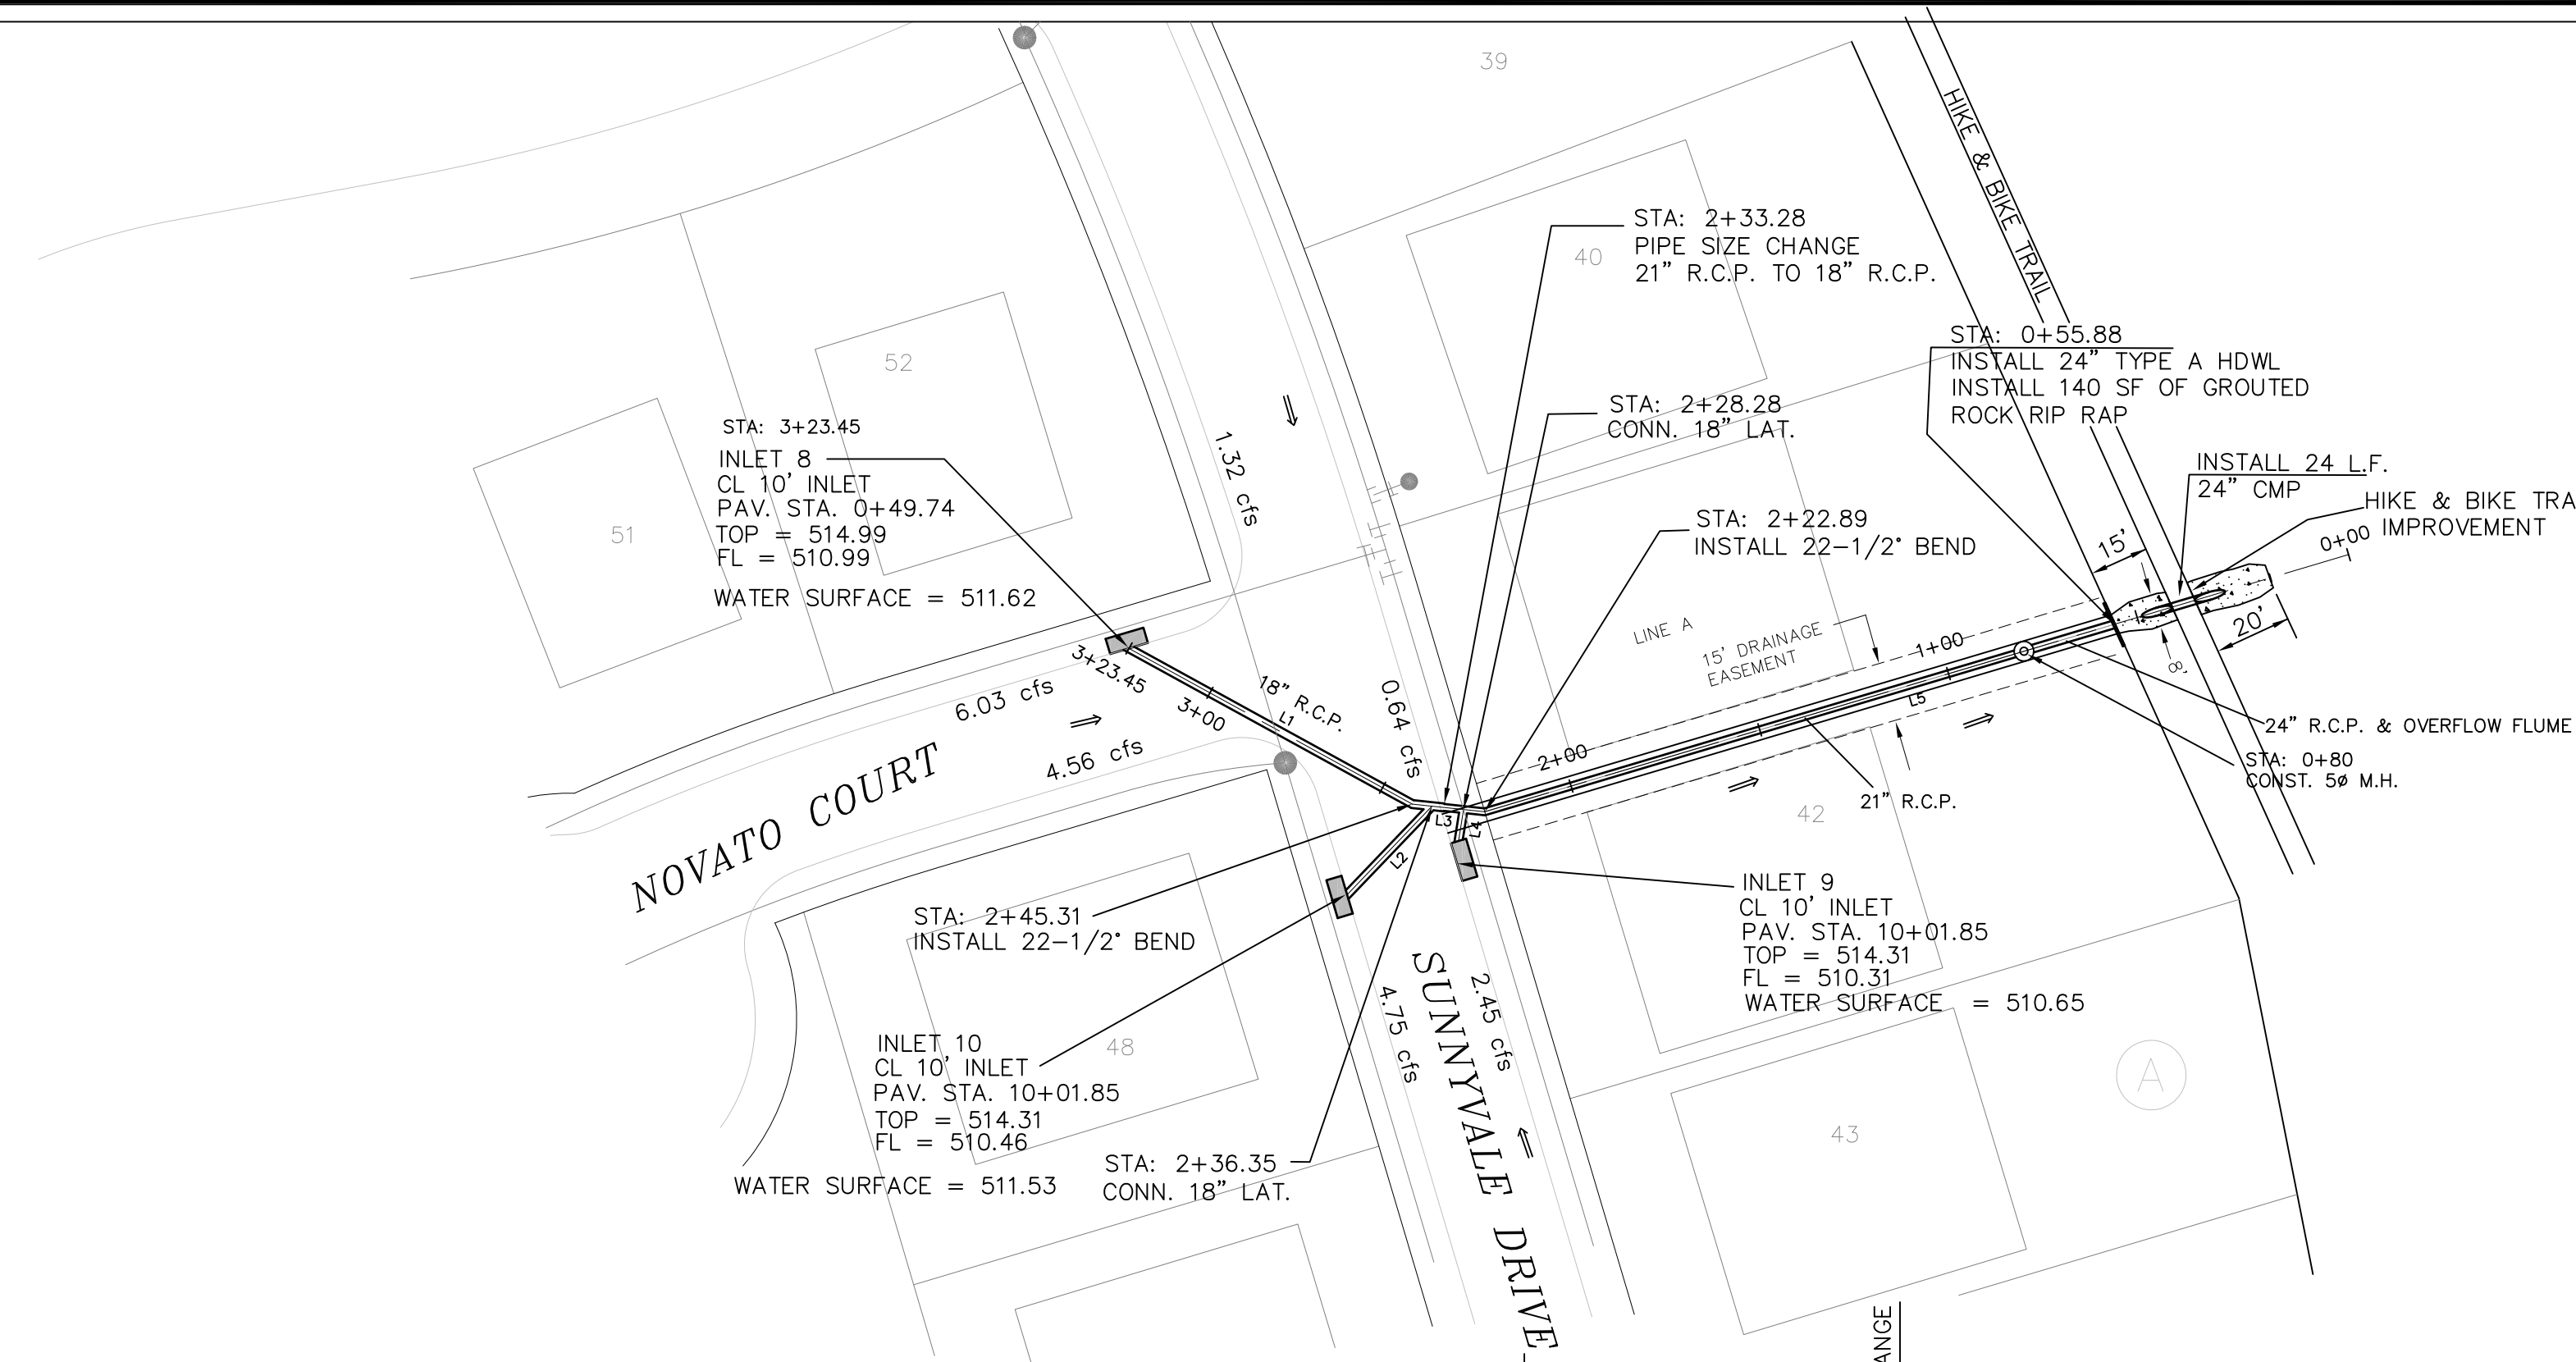 39
HIKE & BIKE TRAIL
STA: 2+33.28
PIPE SIZE CHANGE
21" R.C.P. TO 18" R.C.P.
40
STA: 0+55.88
INSTALL 24" TYPE A HDWL
INSTALL 140 SF OF GROUTED
ROCK RIP RAP
52
STA: 2+28.28
CONN. 18" LAT.
STA: 3+23.45
INLET 8
CL 10' INLET
PAV. STA. 0+49.74
TOP = 514.99
FL = 510.99
WATER SURFACE = 511.62
51
1.32 cfs
INSTALL 24 L.F.
24" CMP
HIKE & BIKE TRA
IMPROVEMENT
STA: 2+22.89
INSTALL 22-1/2° BEND
0+00
15'
20'
8'
LINE A
15' DRAINAGE
EASEMENT
1+00
L5
3+23.45
3+00
18" R.C.P.
L1
6.03 cfs
4.56 cfs
0.64 cfs
2+00
24" R.C.P. & OVERFLOW FLUME
STA: 0+80
CONST. 5ø M.H.
21" R.C.P.
42
L3
L4
L2
NOVATO COURT
STA: 2+45.31
INSTALL 22-1/2° BEND
INLET 9
CL 10' INLET
PAV. STA. 10+01.85
TOP = 514.31
FL = 510.31
WATER SURFACE = 510.65
SUNNYVALE DRIVE
2.45 cfs
4.75 cfs
INLET 10
CL 10' INLET
PAV. STA. 10+01.85
TOP = 514.31
FL = 510.46
WATER SURFACE = 511.53
48
STA: 2+36.35
CONN. 18" LAT.
A
43
ANGE